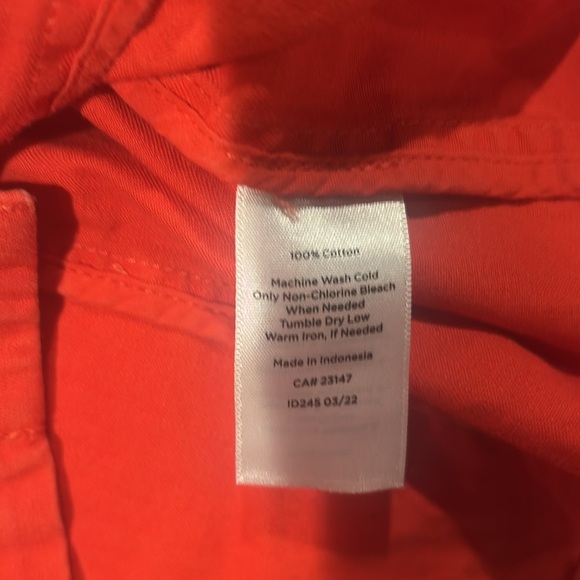 100% Cotton
Machine Wash Cold
Only Non-Chlorine Bleach
When Needed
Tumble Dry Low
Warm Iron, If Needed
Made in Indonesia
CA# 23147
ID245 03/22